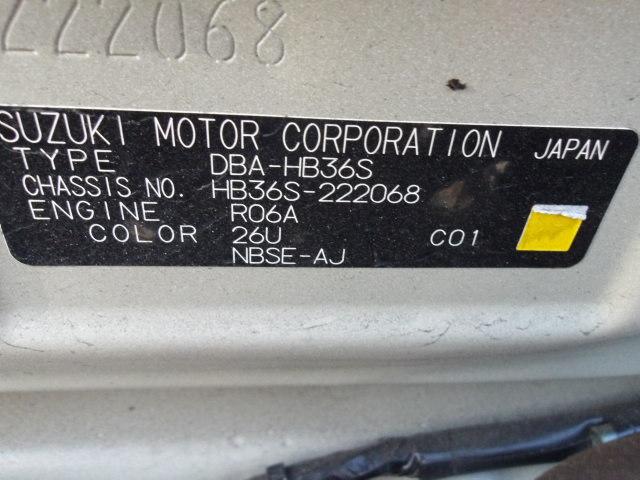 222068
SUZUKI MOTOR CORPORATION JAPAN
TYPE DBA-HB36S
CHASSIS NO. HB36S-222068
ENGINE R06A
COLOR 26U C01
NBSE-AJ